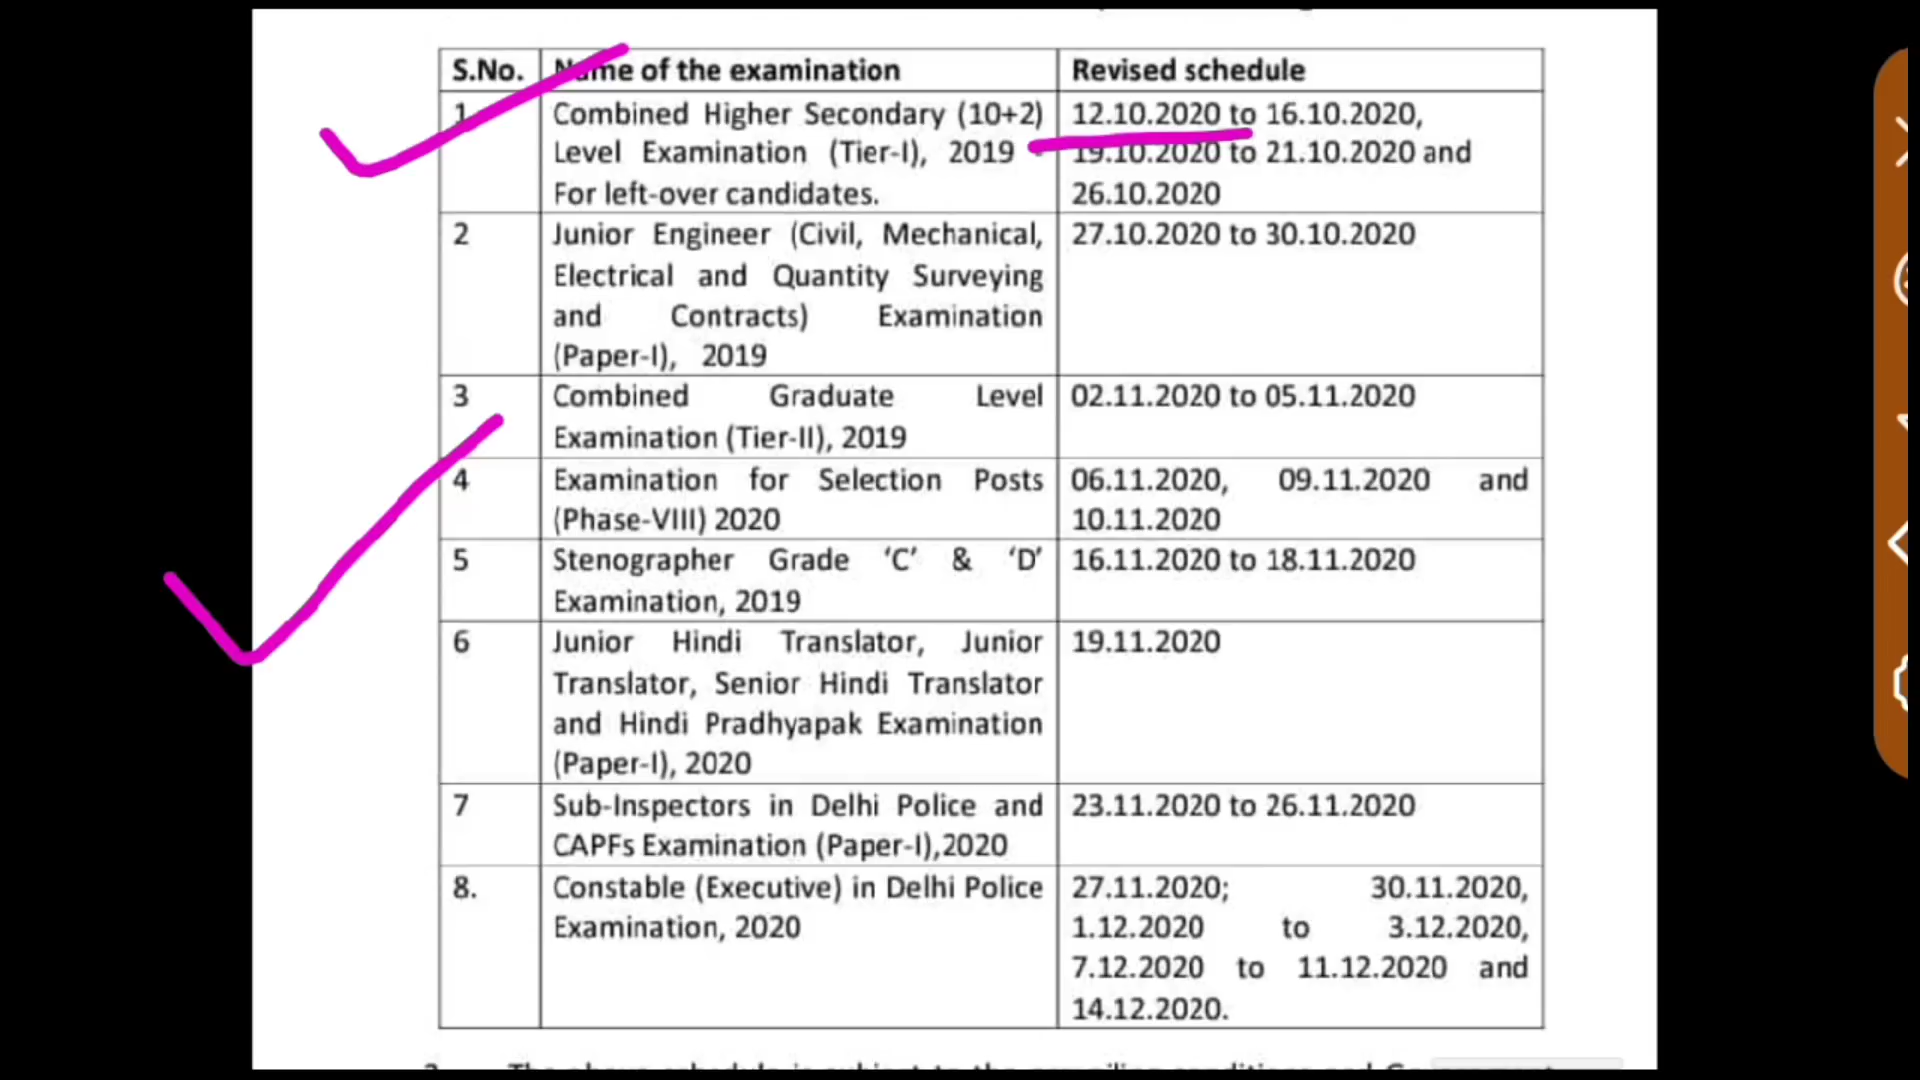 S.No. Name of the examination Revised schedule
1 Combined Higher Secondary (10+2) 12.10.2020 to 16.10.2020,
Level Examination (Tier-I), 2019 - 19.10.2020 to 21.10.2020 and
For left-over candidates. 26.10.2020
2 Junior Engineer (Civil, Mechanical, 27.10.2020 to 30.10.2020
Electrical and Quantity Surveying
and Contracts) Examination
(Paper-I), 2019
3 Combined Graduate Level 02.11.2020 to 05.11.2020
Examination (Tier-II), 2019
4 Examination for Selection Posts 06.11.2020, 09.11.2020 and
(Phase-VIII) 2020 10.11.2020
5 Stenographer Grade ‘C’ & ‘D’ 16.11.2020 to 18.11.2020
Examination, 2019
6 Junior Hindi Translator, Junior 19.11.2020
Translator, Senior Hindi Translator
and Hindi Pradhyapak Examination
(Paper-I), 2020
7 Sub-Inspectors in Delhi Police and 23.11.2020 to 26.11.2020
CAPFs Examination (Paper-I),2020
8. Constable (Executive) in Delhi Police 27.11.2020; 30.11.2020,
Examination, 2020 1.12.2020 to 3.12.2020,
7.12.2020 to 11.12.2020 and
14.12.2020.